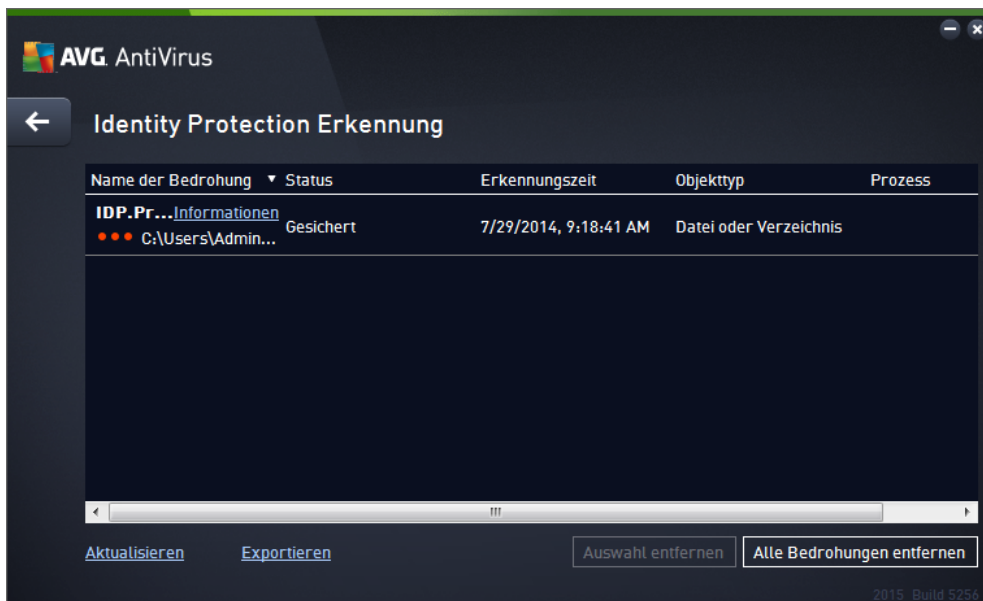 AVG. AntiVirus
Identity Protection Erkennung
Name der Bedrohung Status Erkennungszeit Objekttyp Prozess
IDP.Pr...Informationen
Gesichert 7/29/2014, 9:18:41 AM Datei oder Verzeichnis
C:\Users\Admin...
Aktualisieren Exportieren Auswahl entfernen Alle Bedrohungen entfernen
2015 Build 5256